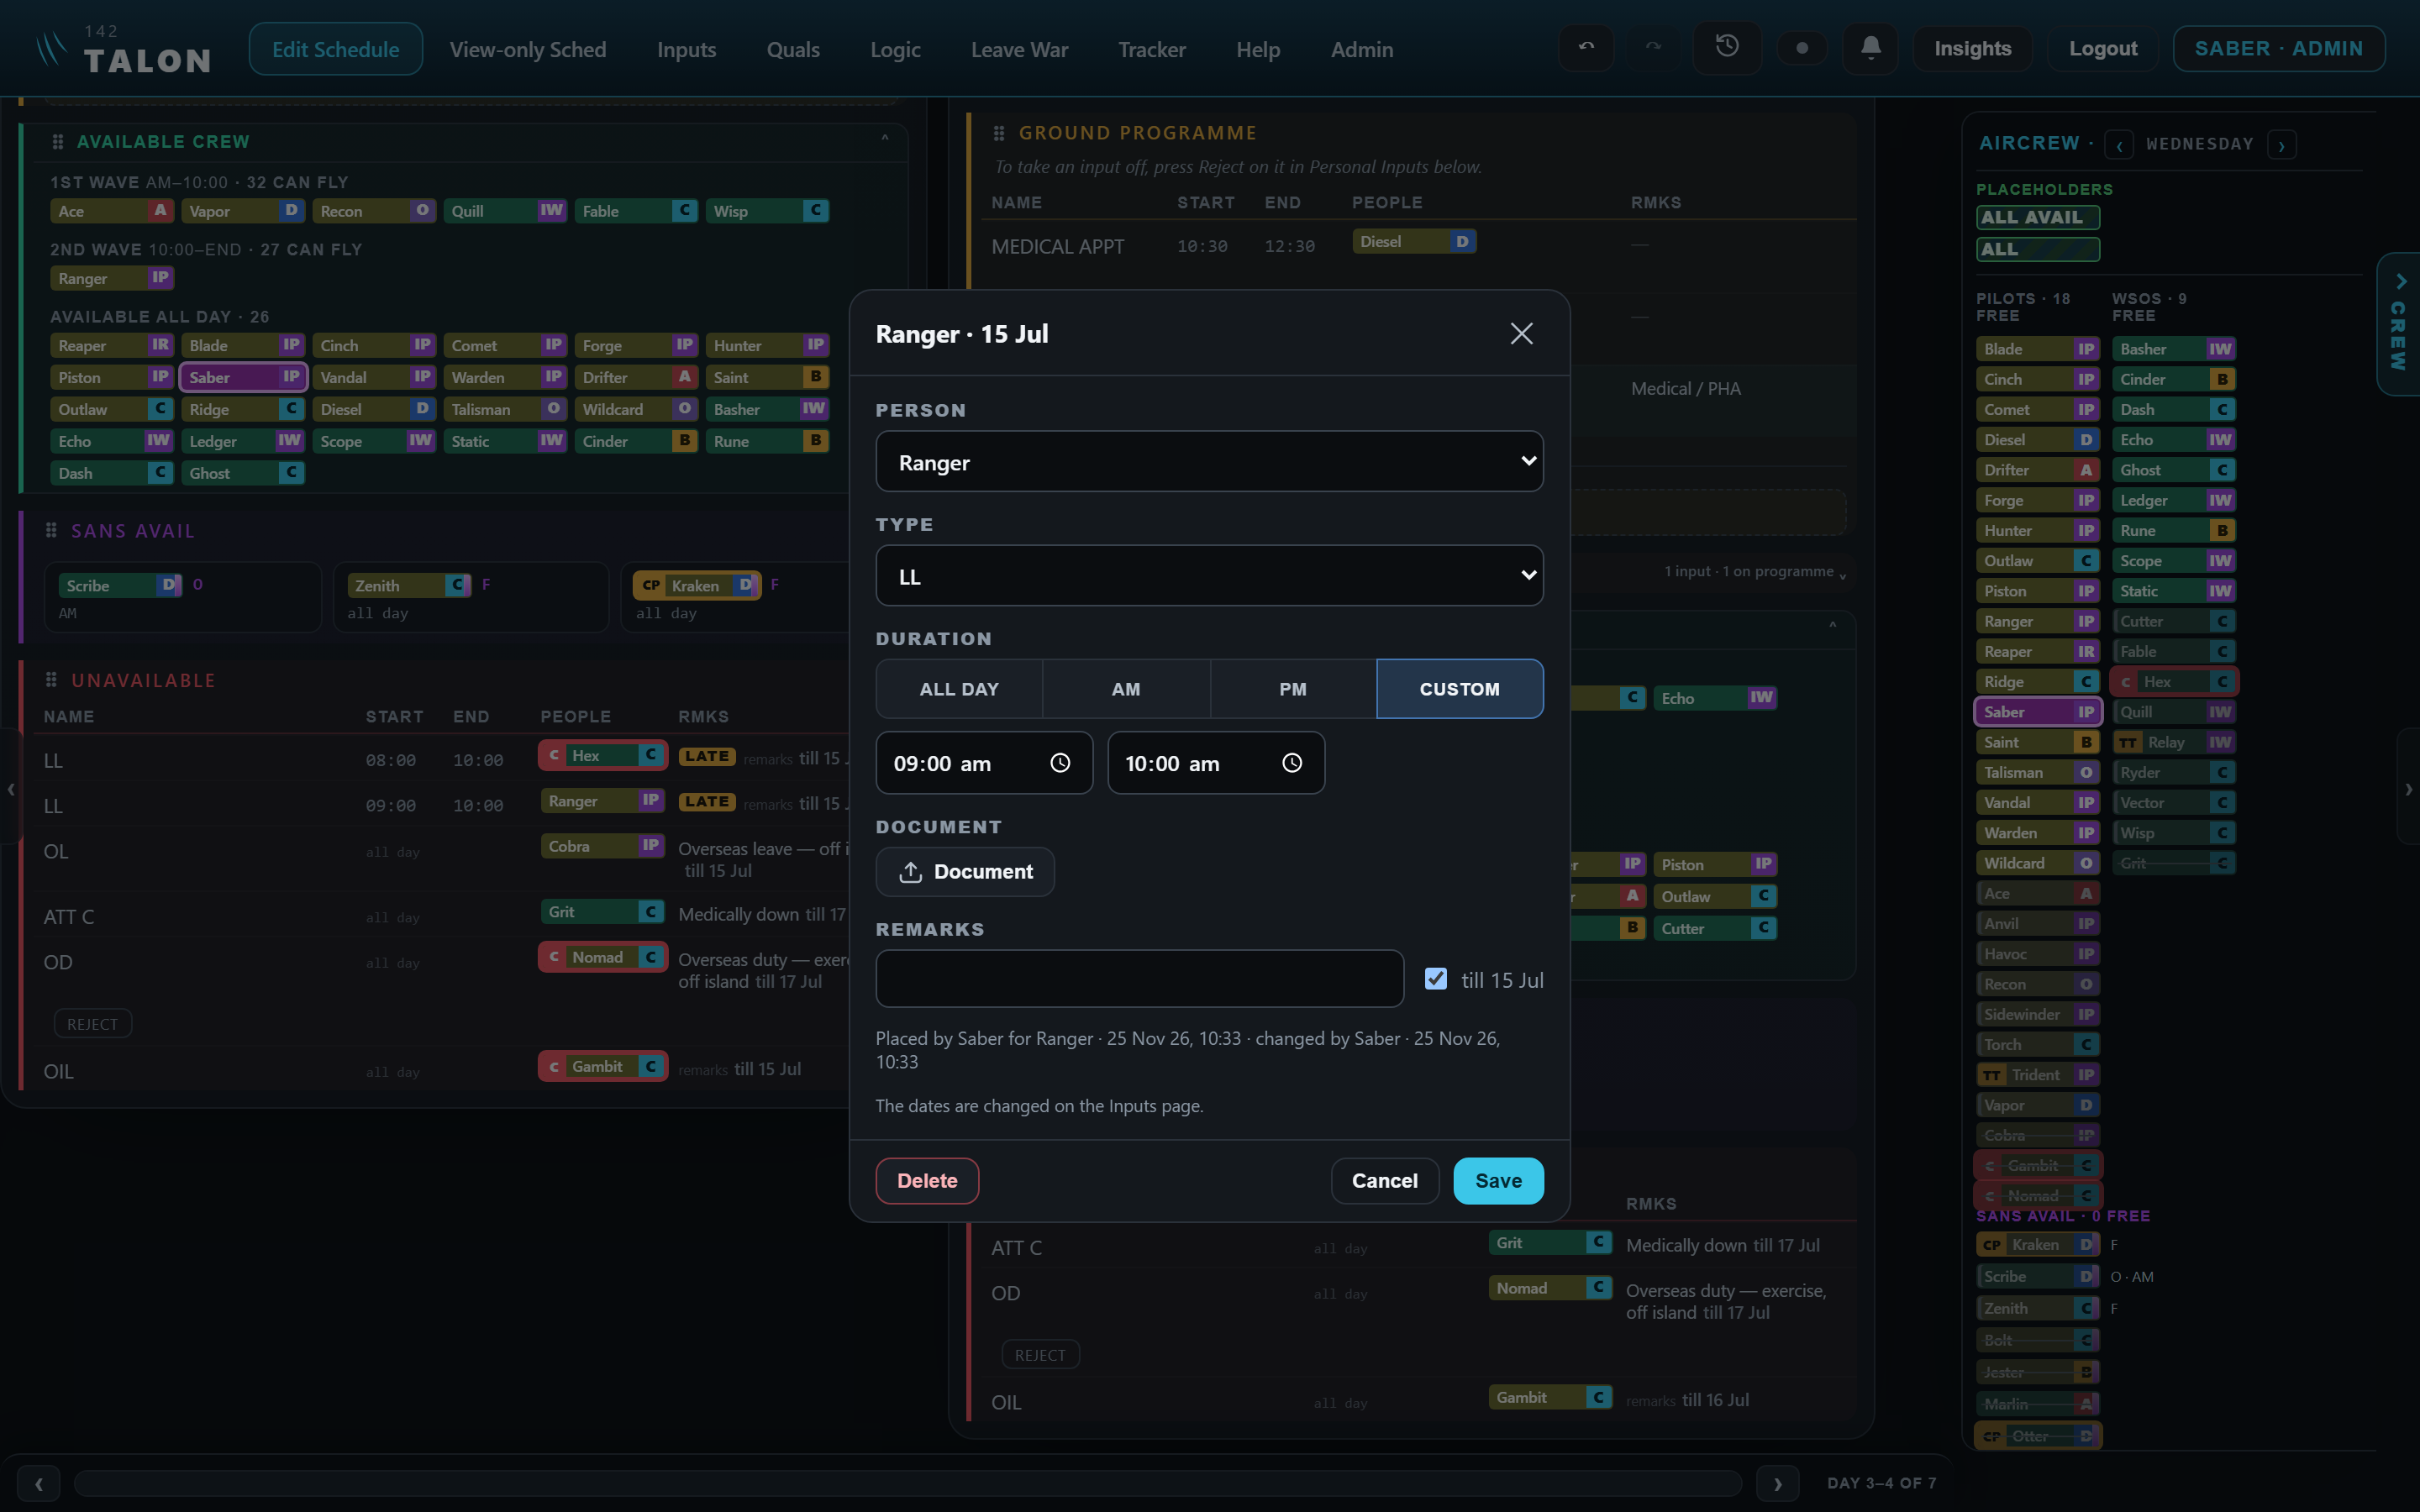 142
TALON
Edit Schedule
View-only Sched
Inputs
Quals
Logic
Leave War
Tracker
Help
Admin
Insights
Logout
SABER · ADMIN
AVAILABLE CREW
1ST WAVE AM–10:00 · 32 CAN FLY
Ace A Vapor D Recon O Quill IW Fable C Wisp C
2ND WAVE 10:00–END · 27 CAN FLY
Ranger IP
AVAILABLE ALL DAY · 26
Reaper IR Blade IP Cinch IP Comet IP Forge IP Hunter IP
Piston IP Saber IP Vandal IP Warden IP Drifter A Saint B
Outlaw C Ridge C Diesel D Talisman O Wildcard O Basher IW
Echo IW Ledger IW Scope IW Static IW Cinder B Rune B
Dash C Ghost C
SANS AVAIL
Scribe D O
AM
Zenith C F
all day
CP Kraken D F
all day
UNAVAILABLE
NAME START END PEOPLE RMKS
LL 08:00 10:00 C Hex C LATE remarks till 15 J
LL 09:00 10:00 Ranger IP LATE remarks till 15 J
OL all day Cobra IP Overseas leave — off i
till 15 Jul
ATT C all day Grit C Medically down till 17
OD all day C Nomad C Overseas duty — exerc
off island till 17 Jul
REJECT
OIL all day C Gambit C remarks till 15 Jul
GROUND PROGRAMME
To take an input off, press Reject on it in Personal Inputs below.
NAME START END PEOPLE RMKS
MEDICAL APPT 10:30 12:30 Diesel D —
—
Medical / PHA
1 input · 1 on programme
C Echo IW
r IP Piston IP
r A Outlaw C
B Cutter C
RMKS
ATT C all day Grit C Medically down till 17 Jul
OD all day Nomad C Overseas duty — exercise,
off island till 17 Jul
REJECT
OIL all day Gambit C remarks till 16 Jul
Ranger · 15 Jul
PERSON
Ranger
TYPE
LL
DURATION
ALL DAY
AM
PM
CUSTOM
09:00 am
10:00 am
DOCUMENT
Document
REMARKS
till 15 Jul
Placed by Saber for Ranger · 25 Nov 26, 10:33 · changed by Saber · 25 Nov 26,
10:33
The dates are changed on the Inputs page.
Delete
Cancel
Save
AIRCREW · WEDNESDAY
PLACEHOLDERS
ALL AVAIL
ALL
PILOTS · 18
FREE
Blade IP
Cinch IP
Comet IP
Diesel D
Drifter A
Forge IP
Hunter IP
Outlaw C
Piston IP
Ranger IP
Reaper IR
Ridge C
Saber IP
Saint B
Talisman O
Vandal IP
Warden IP
Wildcard O
Ace A
Anvil IP
Havoc IP
Recon O
Sidewinder IP
Torch C
TT Trident IP
Vapor D
Cobra IP
C Gambit C
C Nomad C
WSOS · 9
FREE
Basher IW
Cinder B
Dash C
Echo IW
Ghost C
Ledger IW
Rune B
Scope IW
Static IW
Cutter C
Fable C
C Hex C
Quill IW
TT Relay IW
Ryder C
Vector C
Wisp C
Grit C
SANS AVAIL · 0 FREE
CP Kraken D F
Scribe D O · AM
Zenith C F
Bolt C
Jester B
Marlin A
CP Otter D
CREW
DAY 3–4 OF 7